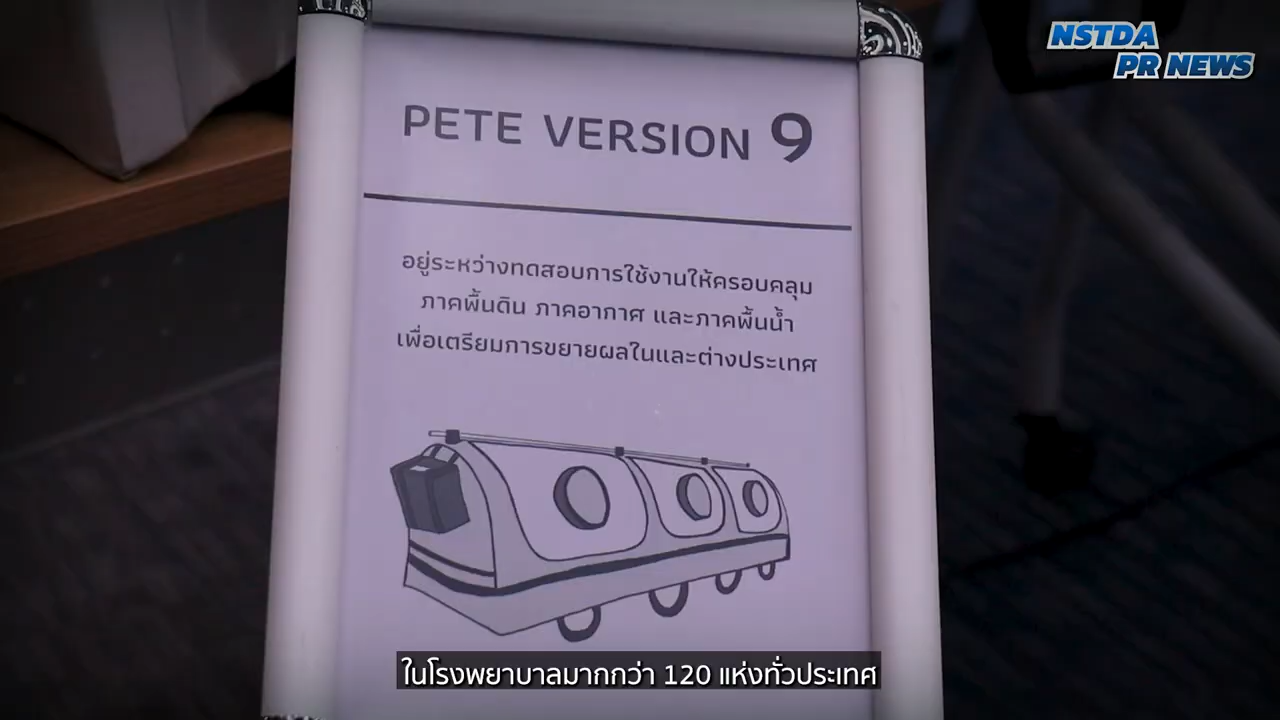 NSTDA
PR NEWS
PETE VERSION 9
อยู่ระหว่างทดสอบการใช้งานให้ครอบคลุม
ภาคพื้นดิน ภาคอากาศ และภาคพื้นน้ำ
เพื่อเตรียมการขยายผลในและต่างประเทศ
ในโรงพยาบาลมากกว่า 120 แห่งทั่วประเทศ